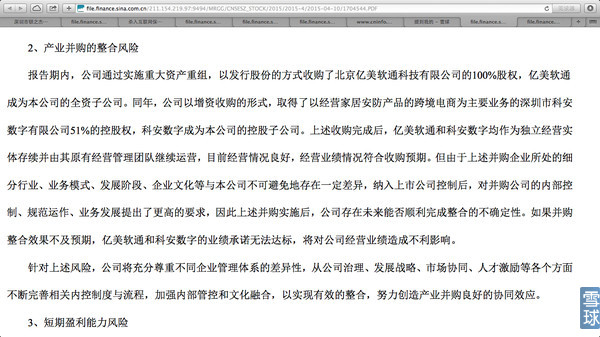 file.finance.sina.com.cn/211.154.219.97:9494/MRGG/CNSESZ_STOCK/2015/2015-4/2015-04-10/1704544.PDF
file.finance.s...
file.finance.s...
file.finance.s...
www.cninfo...
提到我的 - 雪球
file.finance.s...
file.finance.s...
2、产业并购的整合风险
报告期内，公司通过实施重大资产重组，以发行股份的方式收购了北京亿美软通科技有限公司的100%股权，亿美软通
成为本公司的全资子公司。同年，公司以增资收购的形式，取得了以经营家居安防产品的跨境电商为主要业务的深圳市科安
数字有限公司51%的控股权，科安数字成为本公司的控股子公司。上述收购完成后，亿美软通和科安数字均作为独立经营实
体存续并由其原有经营管理团队继续运营，目前经营情况良好，经营业绩情况符合收购预期。但由于上述并购企业所处的细
分行业、业务模式、发展阶段、企业文化等与本公司不可避免地存在一定差异，纳入上市公司控制后，对并购公司的内部控
制、规范运作、业务发展提出了更高的要求，因此上述并购实施后，公司存在未来能否顺利完成整合的不确定性。如果并购
整合效果不及预期，亿美软通和科安数字的业绩承诺无法达标，将对公司经营业绩造成不利影响。
针对上述风险，公司将充分尊重不同企业管理体系的差异性，从公司治理、发展战略、市场协同、人才激励等各个方面
不断完善相关内控制度与流程，加强内部管控和文化融合，以实现有效的整合，努力创造产业并购良好的协同效应。
3、短期盈利能力风险
雪球